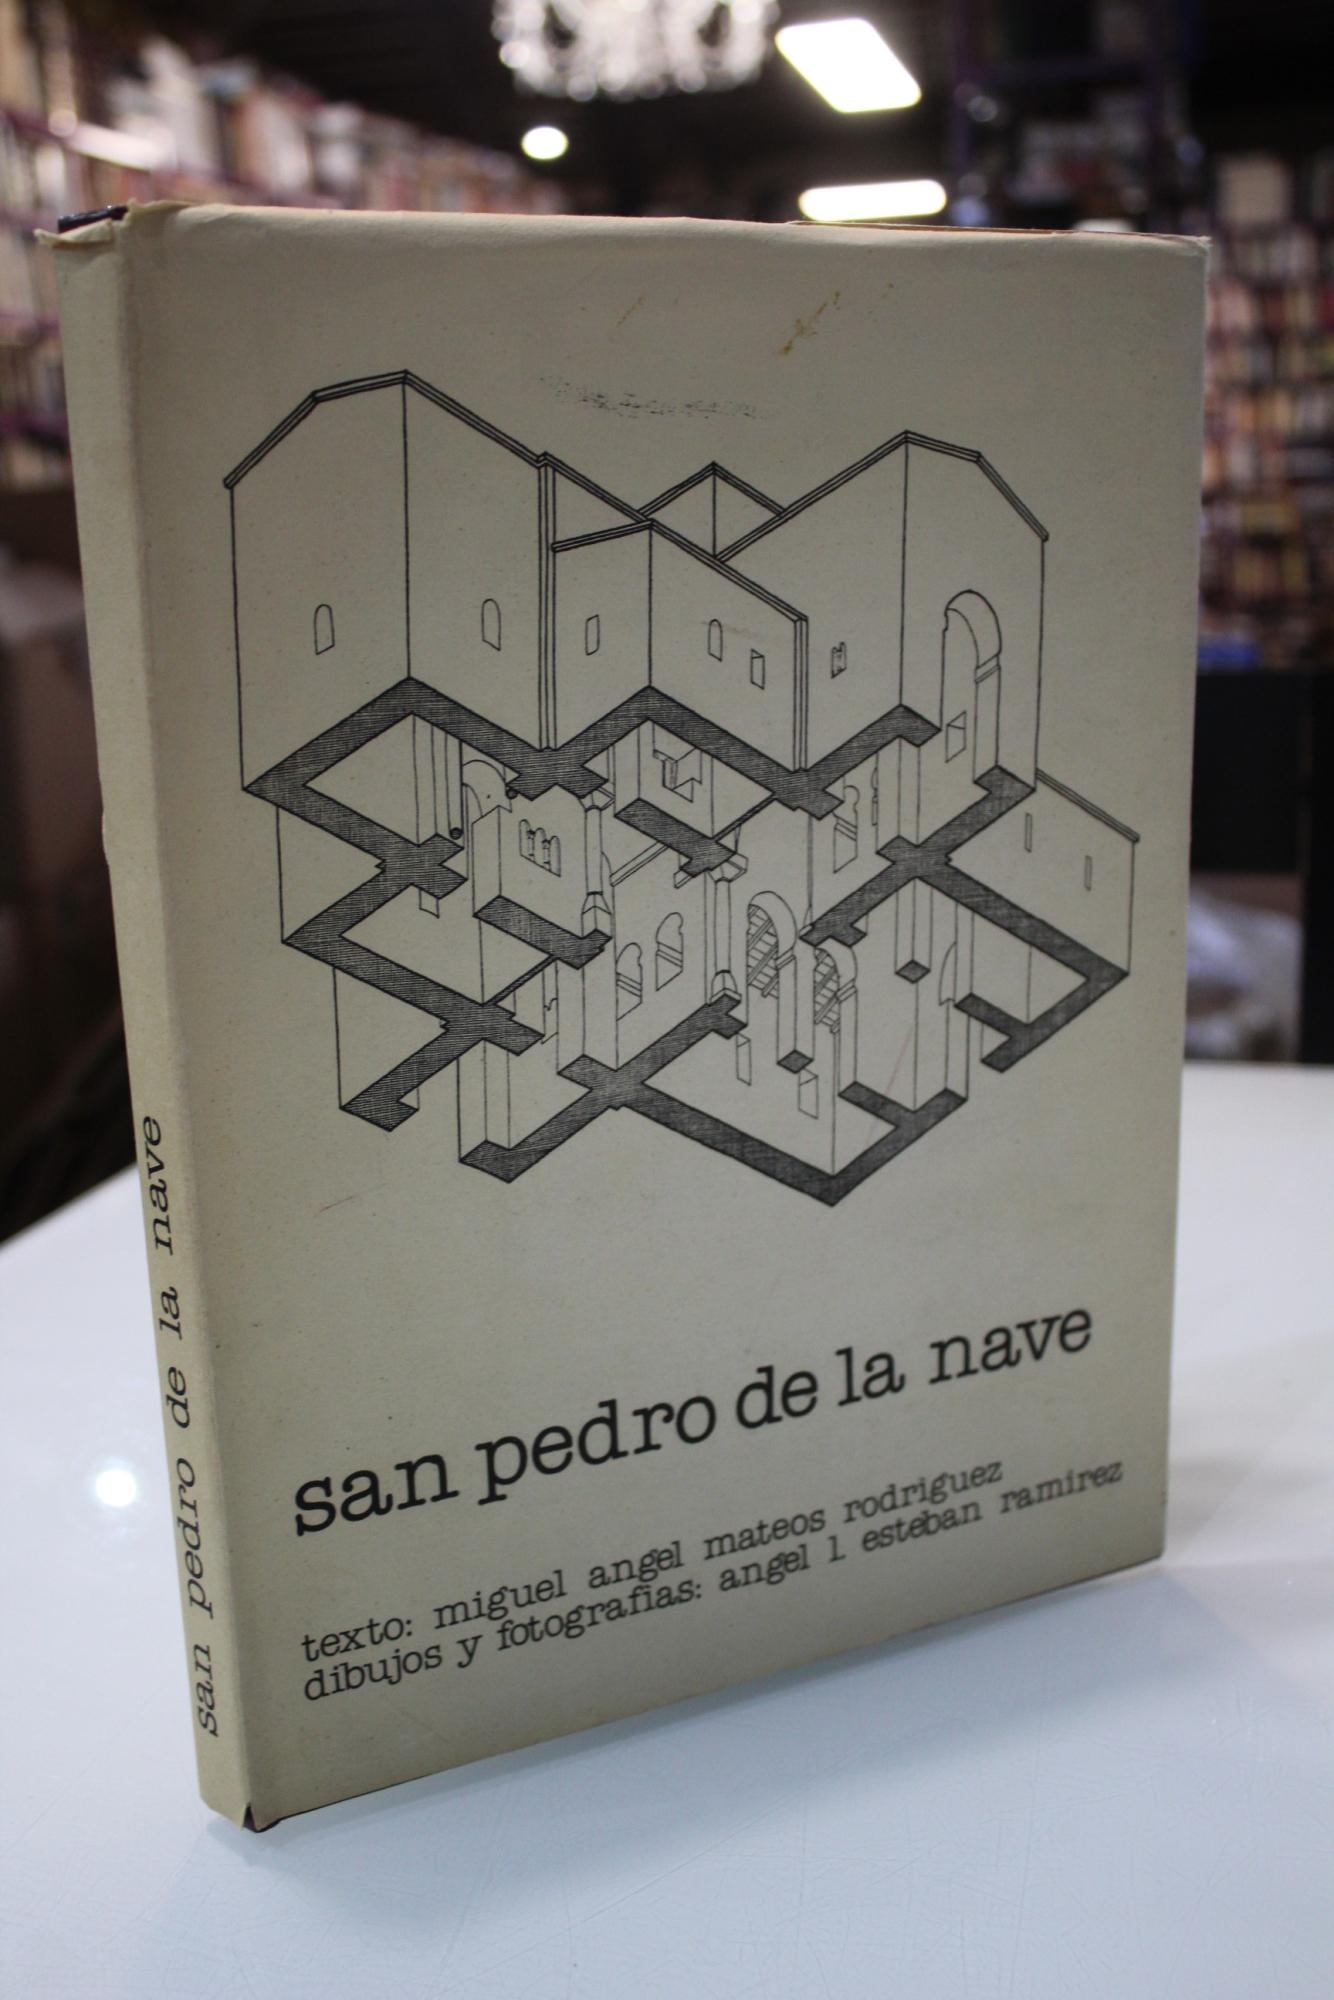 san pedro de la nave
san pedro de la nave
texto: miguel angel mateos rodriguez
dibujos y fotografias: angel l. esteban ramirez